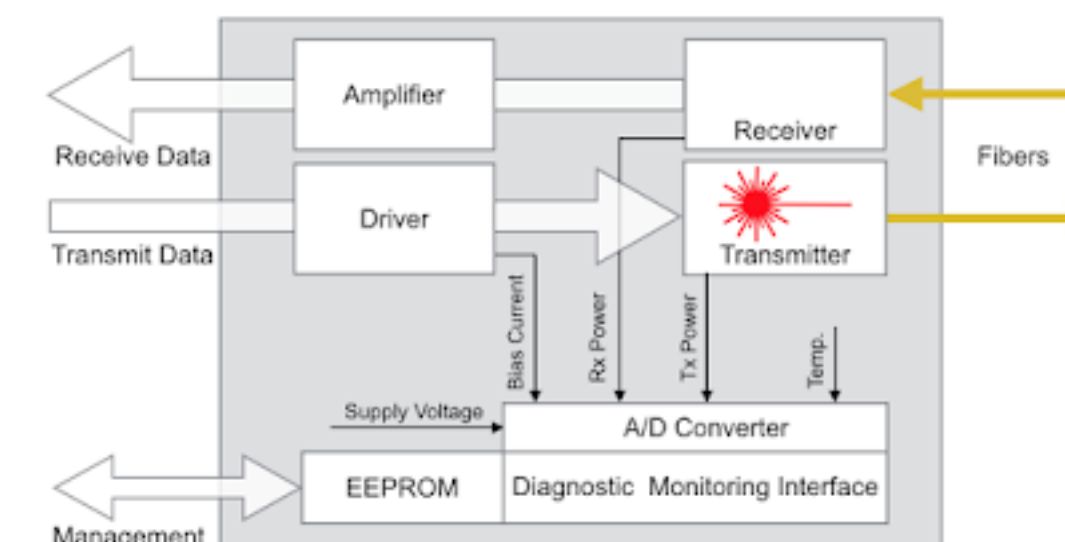 Amplifier
Receiver
Receive Data
Fibers
Driver
Transmit Data
Transmitter
Bias Current
Rx Power
Tx Power
Temp.
Supply Voltage
A/D Converter
EEPROM
Diagnostic Monitoring Interface
Management